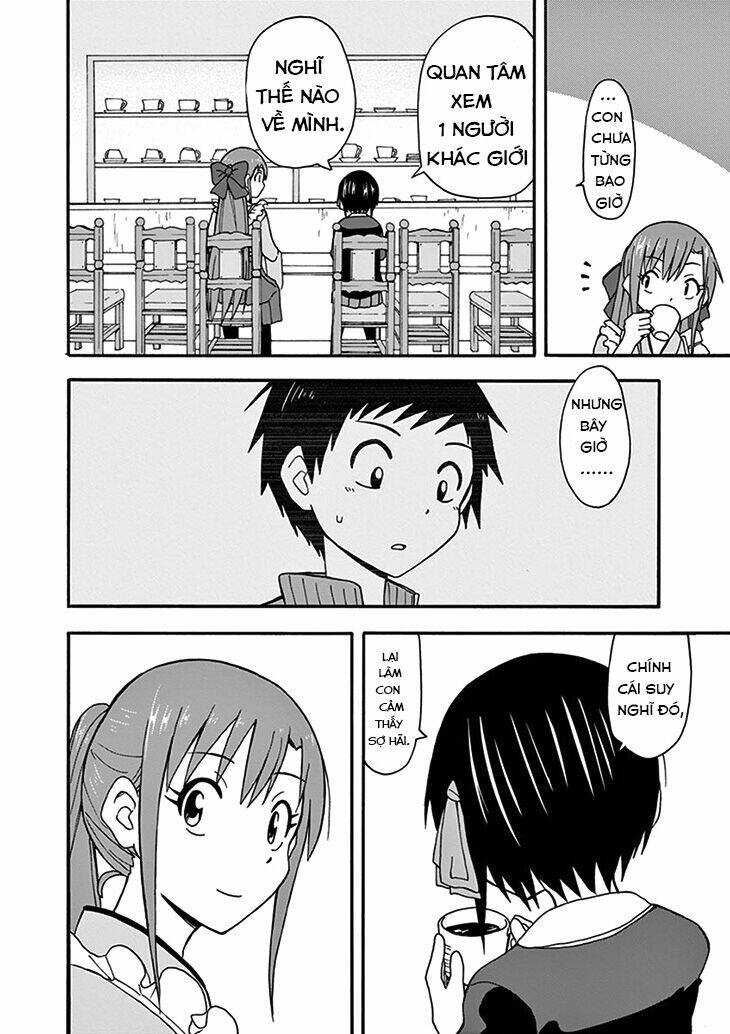 ...
CON
CHƯA
TỪNG
BAO
GIỜ
QUAN TÂM
XEM
1 NGƯỜI
KHÁC GIỚI
NGHĨ
THẾ NÀO
VỀ MÌNH.
NHƯNG
BÂY
GIỜ
......
CHÍNH
CÁI SUY
NGHĨ ĐÓ,
LẠI
LÀM
CON
CẢM
THẤY
SỢ HÃI.